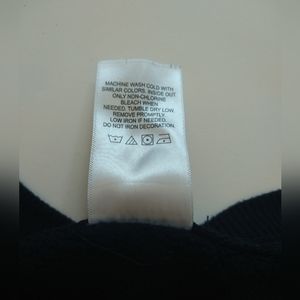 MACHINE WASH COLD WITH
SIMILAR COLORS, INSIDE OUT.
ONLY NON-CHLORINE
BLEACH WHEN
NEEDED. TUMBLE DRY LOW.
REMOVE PROMPTLY.
LOW IRON IF NEEDED.
DO NOT IRON DECORATION.